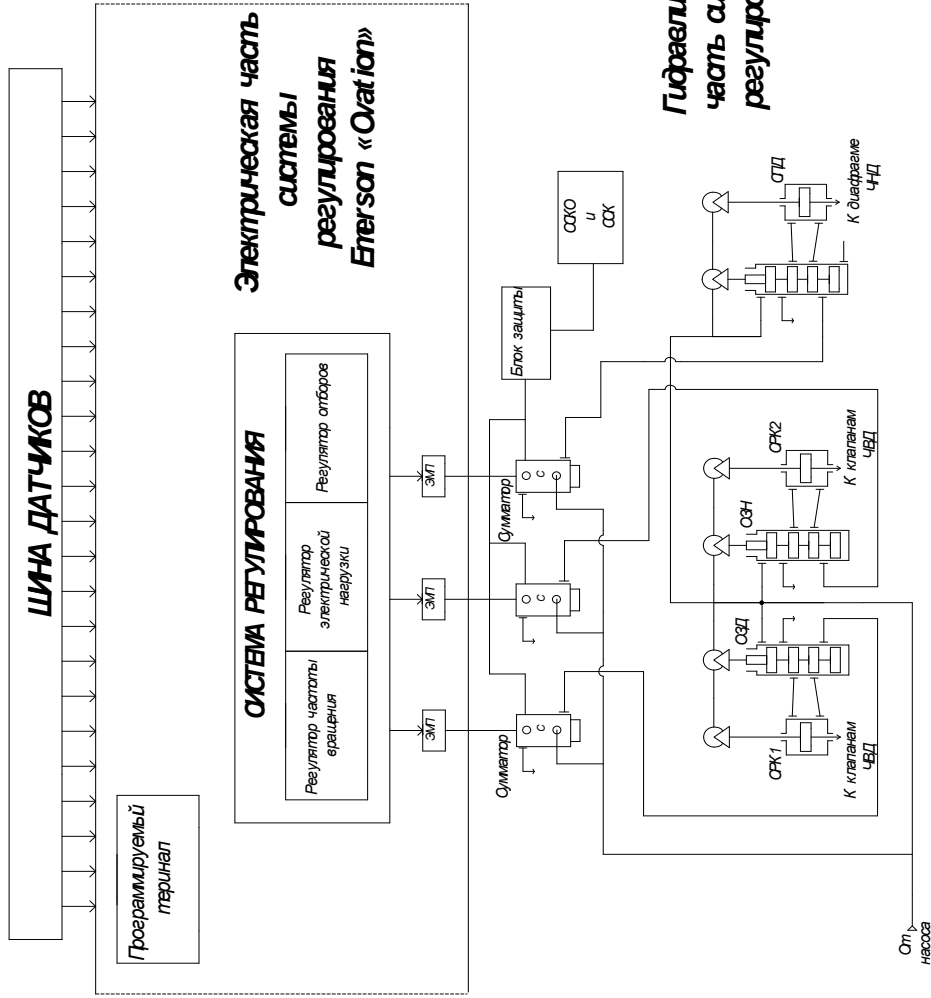 ШИНА ДАТЧИКОВ
Программируемый
теринал
Электрическая часть
системы
регулирования
Emerson «Ovation»
СИСТЕМА РЕГУЛИРОВАНИЯ
Регулятор частоты
вращения
Регулятор
электрической
нагрузки
Регулятор отборов
ЭМП
ЭМП
ЭМП
Сумматор
С
С
Сумматор
С
Блок защиты
ССКО
и
ССК
Гидравли
часть си
регулиро
СРК1
ОЗД
ОЗН
СРК2
СПД
К клапанам
ЧВД
К клапанам
ЧВД
К диафрагме
ЧНД
От
насоса